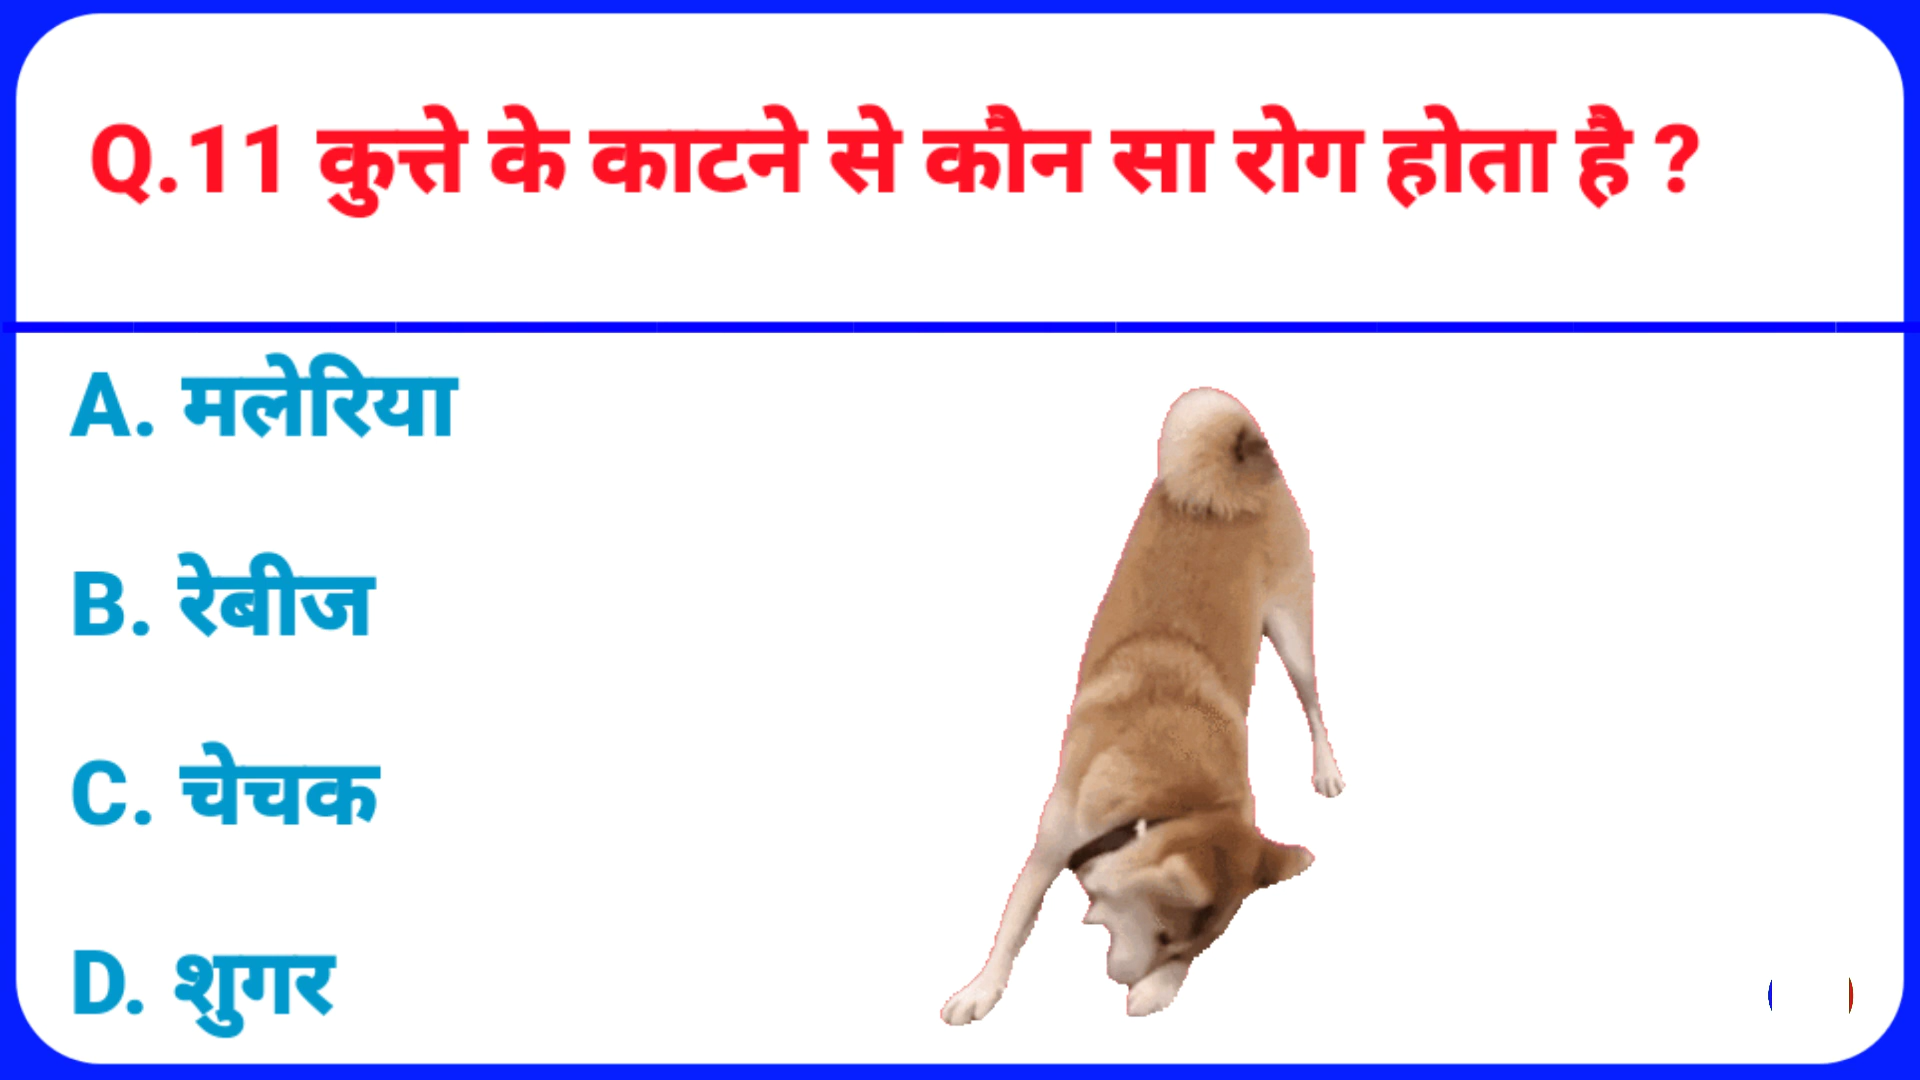 Q.11 कुत्ते के काटने से कौन सा रोग होता है ?
A. मलेरिया
B. रेबीज
C. चेचक
D. शुगर